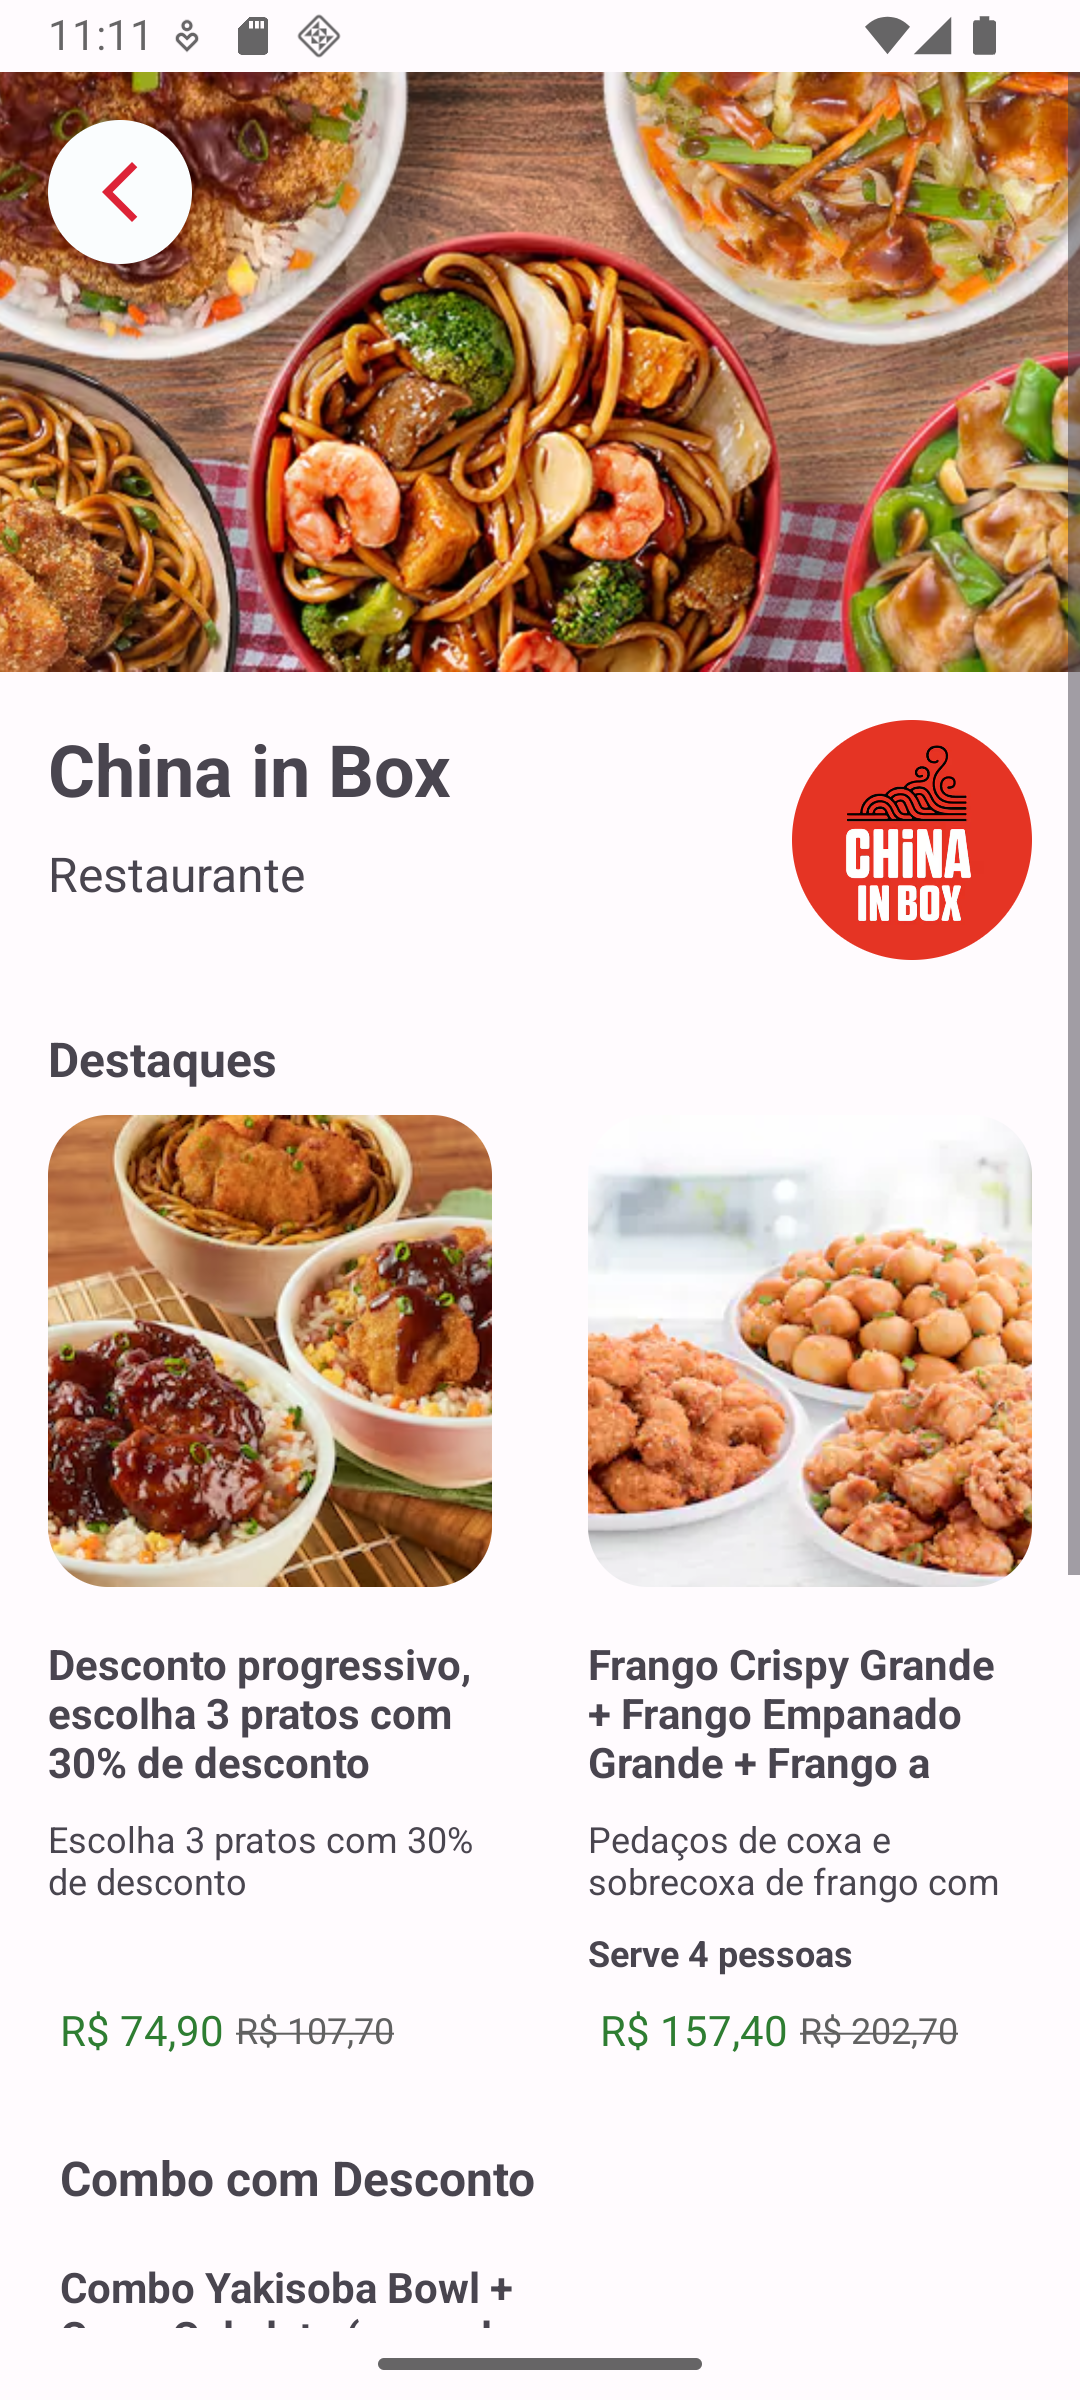 11:11
China in Box
Restaurante
CHiNA
IN BOX
Destaques
Desconto progressivo,
escolha 3 pratos com
30% de desconto
Escolha 3 pratos com 30%
de desconto
R$ 74,90 R$ 107,70
Frango Crispy Grande
+ Frango Empanado
Grande + Frango a
Pedaços de coxa e
sobrecoxa de frango com
Serve 4 pessoas
R$ 157,40 R$ 202,70
Combo com Desconto
Combo Yakisoba Bowl +